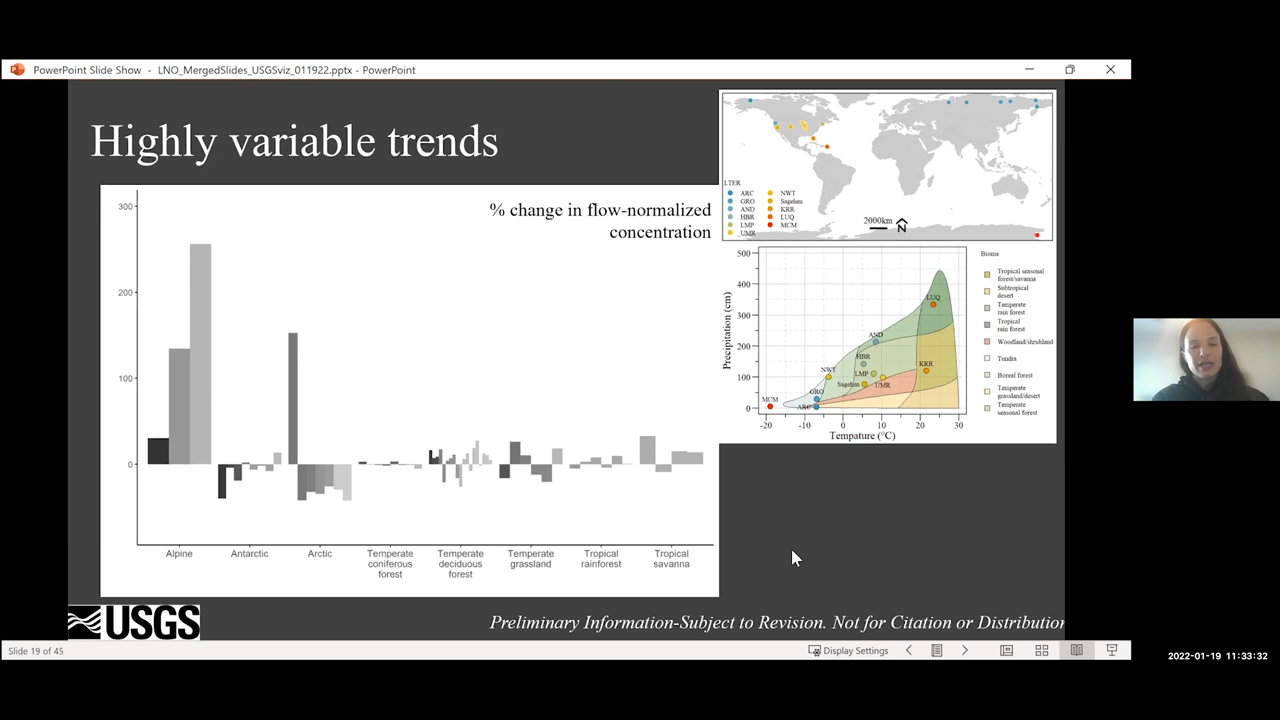 PowerPoint Slide Show - LNO_MergedSlides_USGSviz_011922.pptx - PowerPoint
Highly variable trends
% change in flow-normalized
concentration
300
200
100
0
Alpine
Antarctic
Arctic
Temperate
coniferous
forest
Temperate
deciduous
forest
Temperate
grassland
Tropical
rainforest
Tropical
savanna
LTER
ARC
GRO
AND
HBR
LMP
UMR
NWT
Sagehen
KRR
LUQ
MCM
2000km
N
Precipitation (cm)
500
400
300
200
100
0
LUQ
AND
HBR
NWT
LMP
KRR
Sagehen
UMR
GRO
MCM
ARC
-20
-10
0
10
20
30
Tempature (°C)
Biome
Tropical seasonal
forest/savanna
Subtropical
desert
Temperate
rain forest
Tropical
rain forest
Woodland/shrubland
Tundra
Boreal forest
Temperate
grassland/desert
Temperate
seasonal forest
USGS
Preliminary Information-Subject to Revision. Not for Citation or Distribution
Slide 19 of 45
Display Settings
2022-01-19 11:33:32